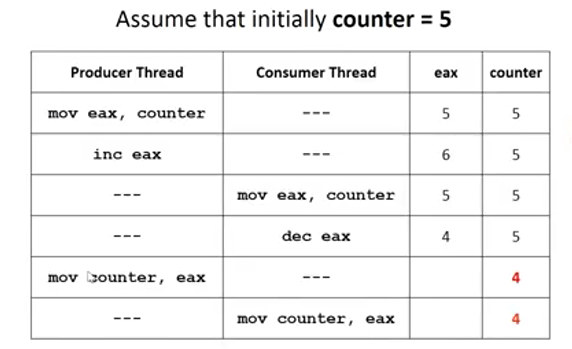 Assume that initially counter = 5
Producer Thread Consumer Thread eax counter
mov eax, counter --- 5 5
inc eax --- 6 5
--- mov eax, counter 5 5
--- dec eax 4 5
mov counter, eax --- 4
--- mov counter, eax 4